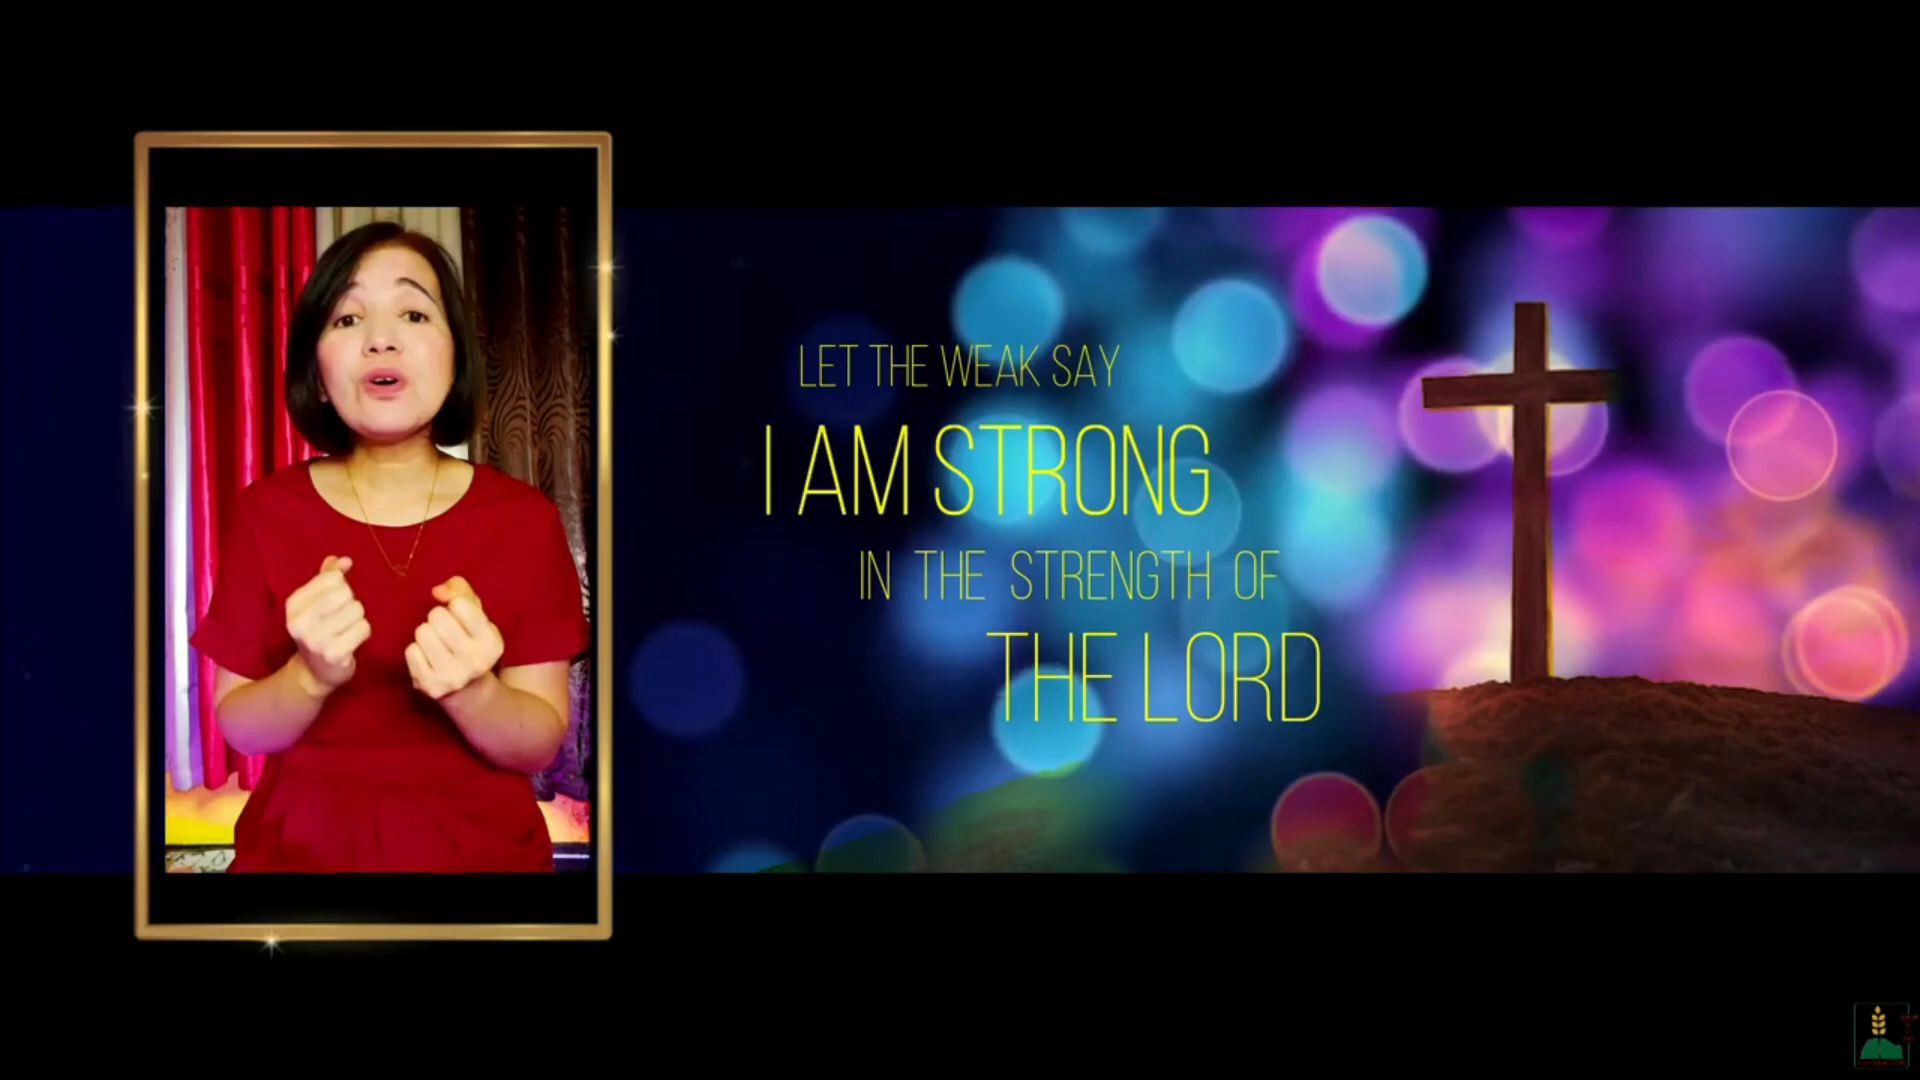 LET THE WEAK SAY
I AM STRONG
IN THE STRENGTH OF
THE LORD